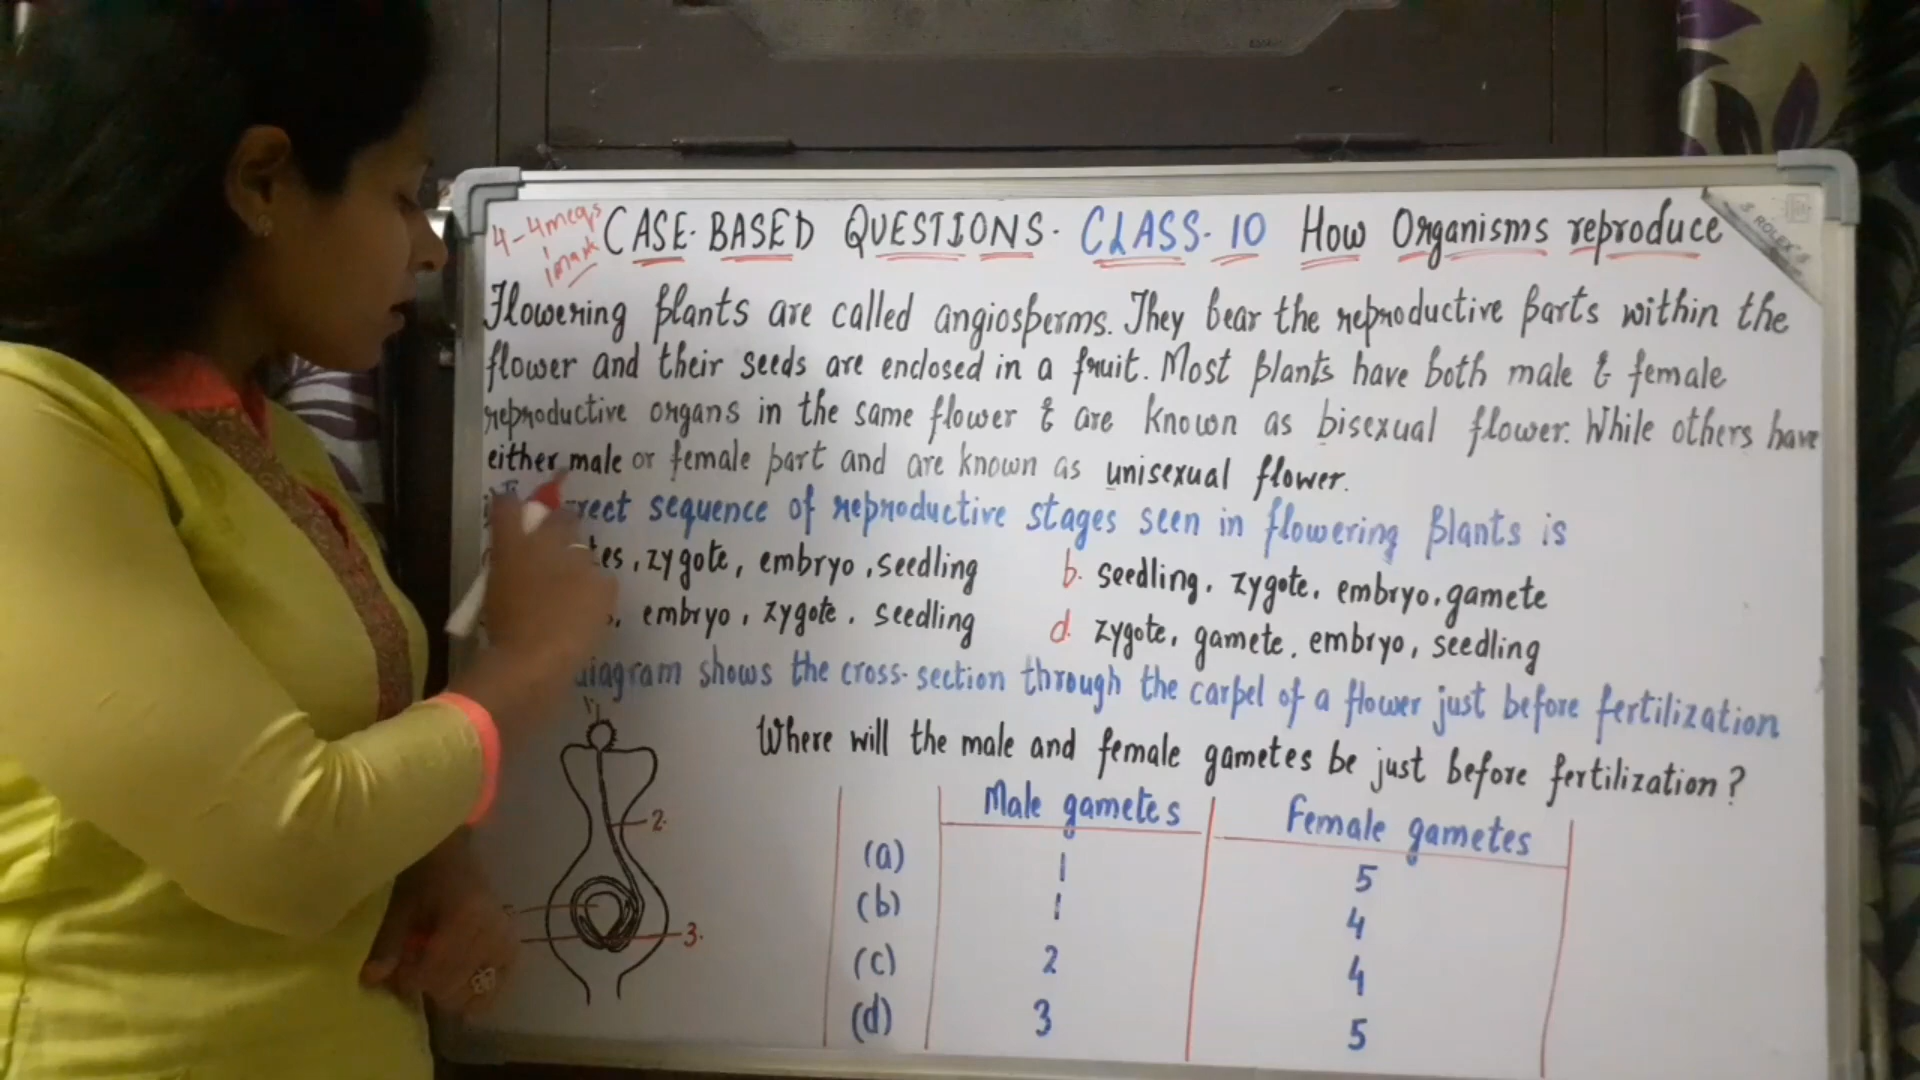 4-4mcqs
1 mark
CASE-BASED QUESTIONS- CLASS-10 How Organisms reproduce
Flowering plants are called angiosperms. They bear the reproductive parts within the
flower and their seeds are enclosed in a fruit. Most plants have both male & female
reproductive organs in the same flower & are known as bisexual flower. While others have
either male or female part and are known as unisexual flower.
sequence of reproductive stages seen in flowering plants is
zygote, embryo, seedling b. seedling, zygote, embryo, gamete
embryo, zygote, seedling d. zygote, gamete, embryo, seedling
diagram shows the cross-section through the carpel of a flower just before fertilization
Where will the male and female gametes be just before fertilization?
Male gametes Female gametes
(a) 1 5
(b) 1 4
(c) 2 4
(d) 3 5
1
2.
3.
S ROLEX'S